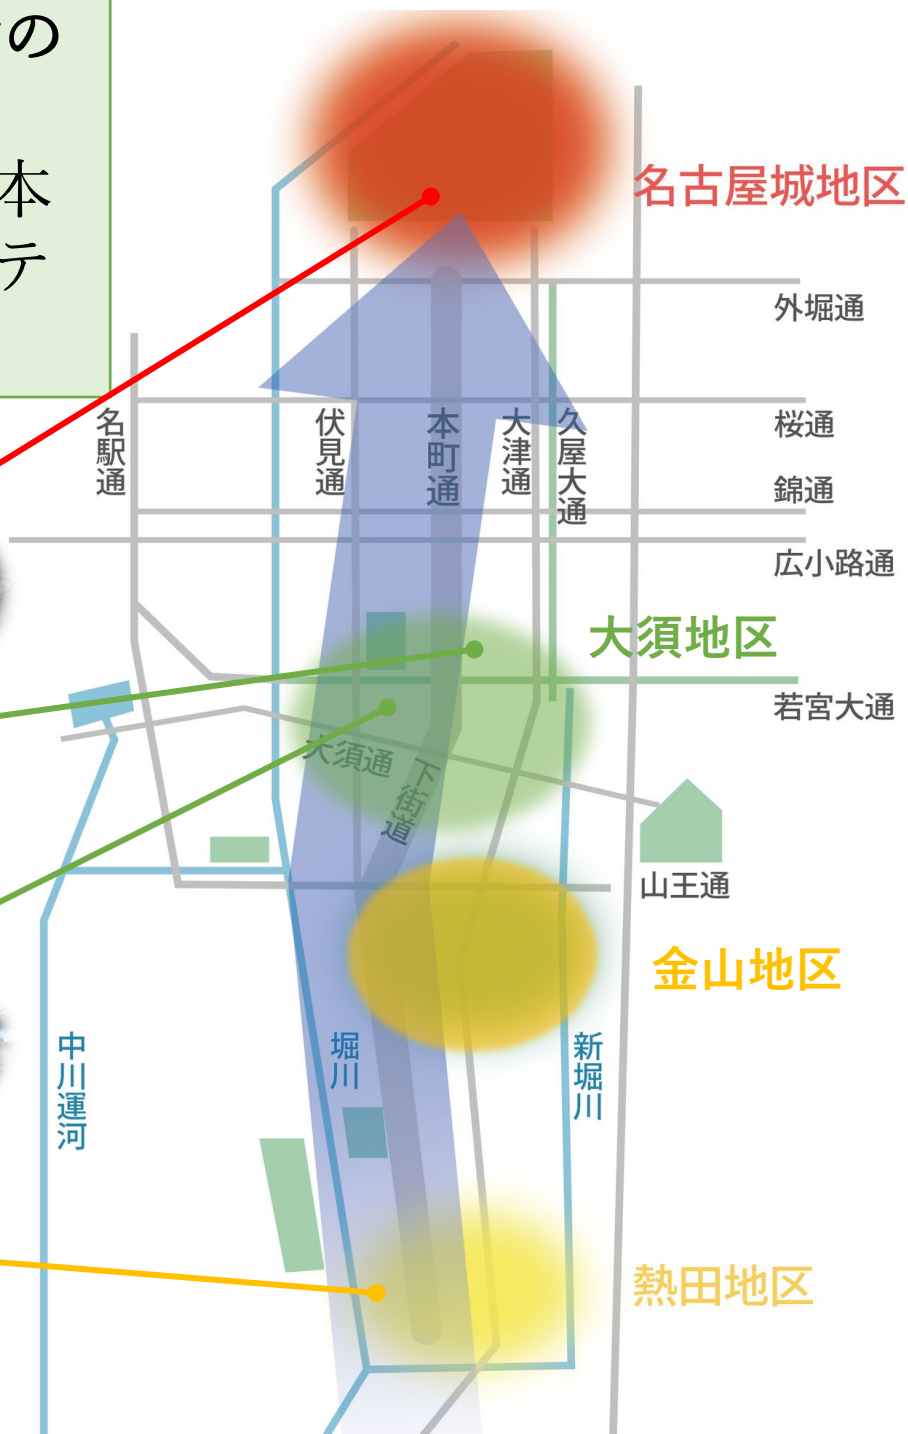 の
本
テ
名古屋城地区
外堀通
桜通
錦通
広小路通
名駅通
伏見通
本町通
大津通
久屋大通
大須地区
若宮大通
大須通
下街道
山王通
金山地区
中川運河
堀川
新堀川
熱田地区